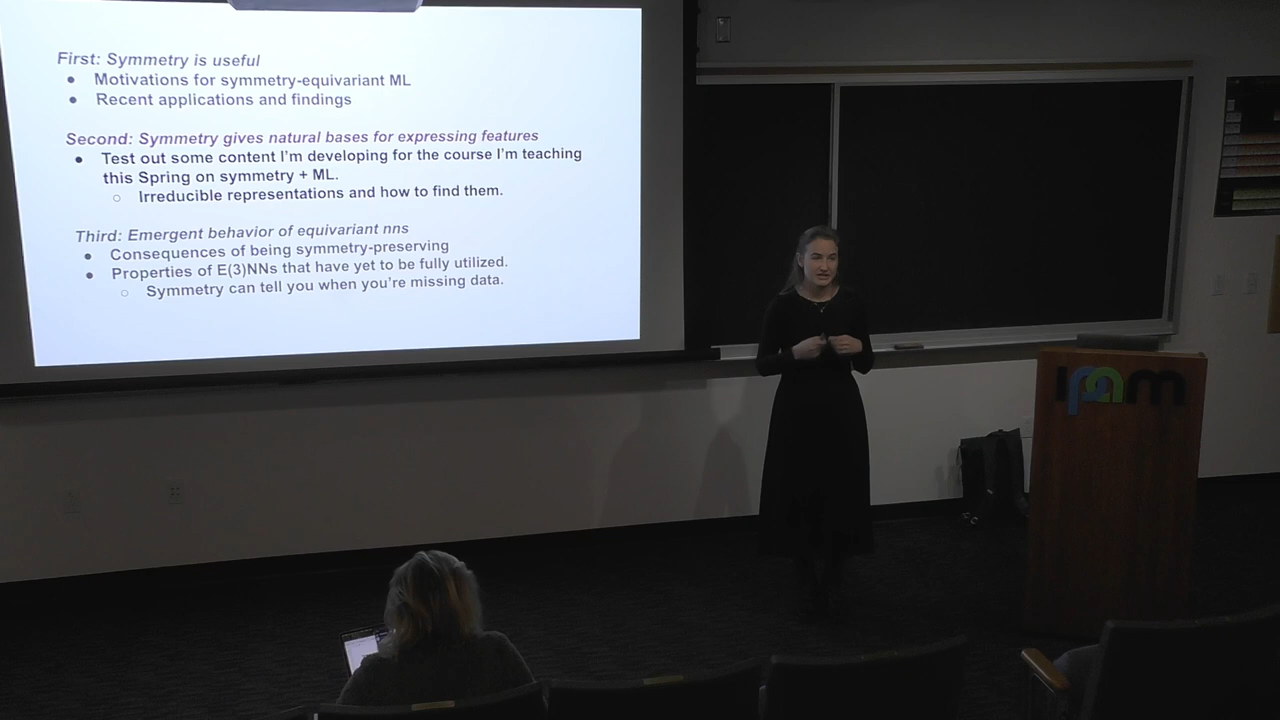 First: Symmetry is useful
● Motivations for symmetry-equivariant ML
● Recent applications and findings
Second: Symmetry gives natural bases for expressing features
● Test out some content I'm developing for the course I'm teaching
this Spring on symmetry + ML.
○ Irreducible representations and how to find them.
Third: Emergent behavior of equivariant nns
● Consequences of being symmetry-preserving
● Properties of E(3)NNs that have yet to be fully utilized.
○ Symmetry can tell you when you're missing data.
ipam